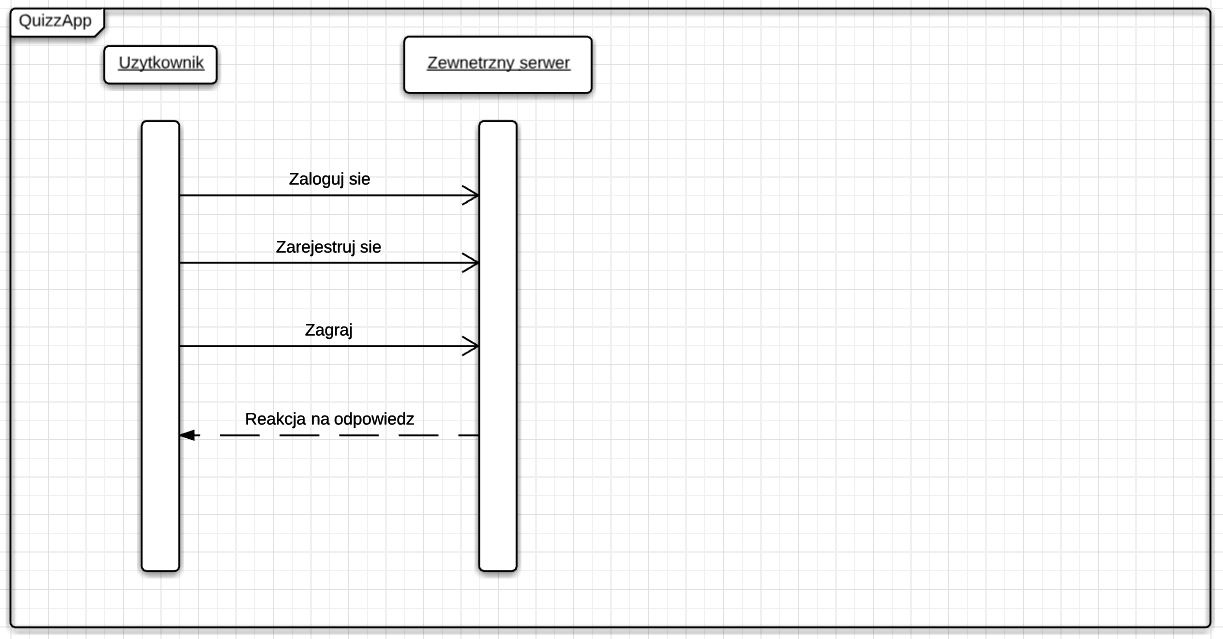 QuizzApp
Uzytkownik
Zewnetrzny serwer
Zaloguj sie
Zarejestruj sie
Zagraj
Reakcja na odpowiedz